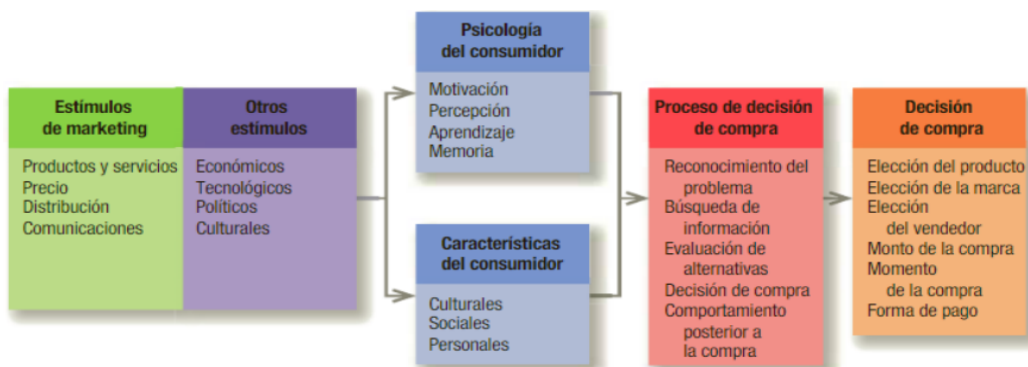 Estímulos
de marketing
Productos y servicios
Precio
Distribución
Comunicaciones
Otros
estímulos
Económicos
Tecnológicos
Políticos
Culturales
Psicología
del consumidor
Motivación
Percepción
Aprendizaje
Memoria
Características
del consumidor
Culturales
Sociales
Personales
Proceso de decisión
de compra
Reconocimiento del
problema
Búsqueda de
información
Evaluación de
alternativas
Decisión de compra
Comportamiento
posterior a
la compra
Decisión
de compra
Elección del producto
Elección de la marca
Elección
del vendedor
Monto de la compra
Momento
de la compra
Forma de pago